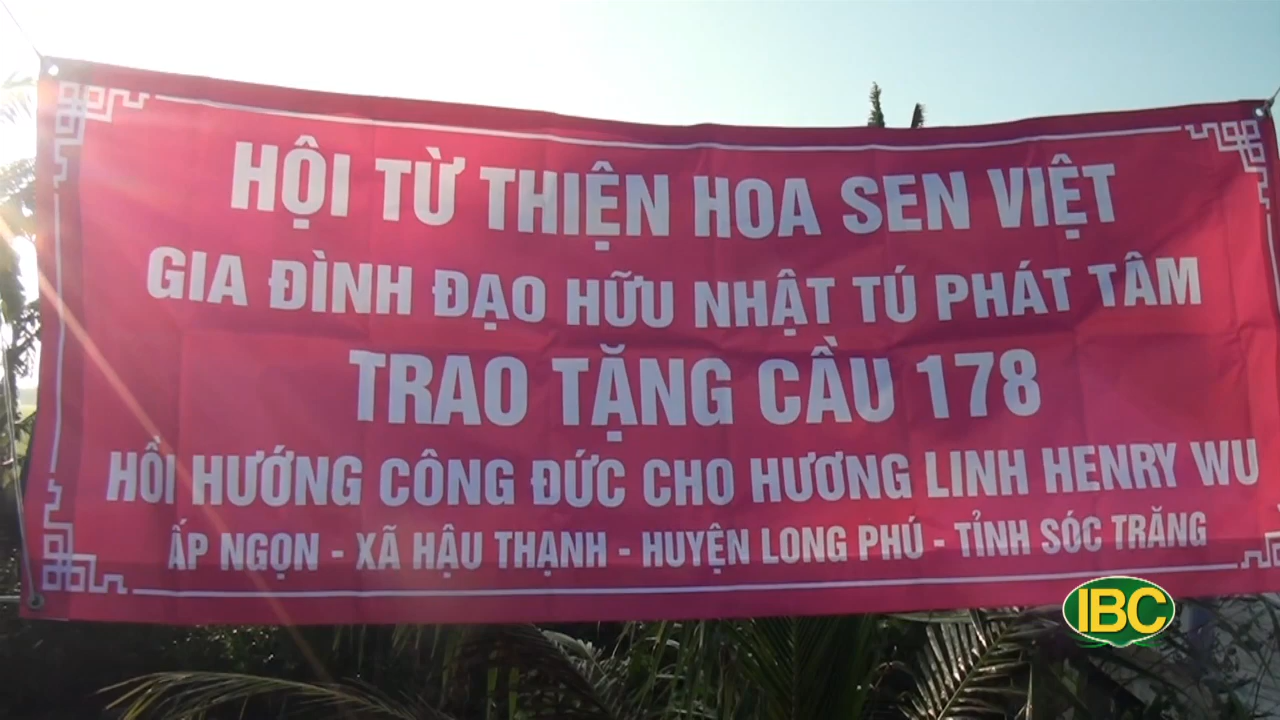 HỘI TỪ THIỆN HOA SEN VIỆT
GIA ĐÌNH ĐẠO HỮU NHẬT TÚ PHÁT TÂM
TRAO TẶNG CẦU 178
HỒI HƯỚNG CÔNG ĐỨC CHO HƯƠNG LINH HENRY WU
ẤP NGỌN - XÃ HẬU THẠNH - HUYỆN LONG PHÚ - TỈNH SÓC TRĂNG
IBC